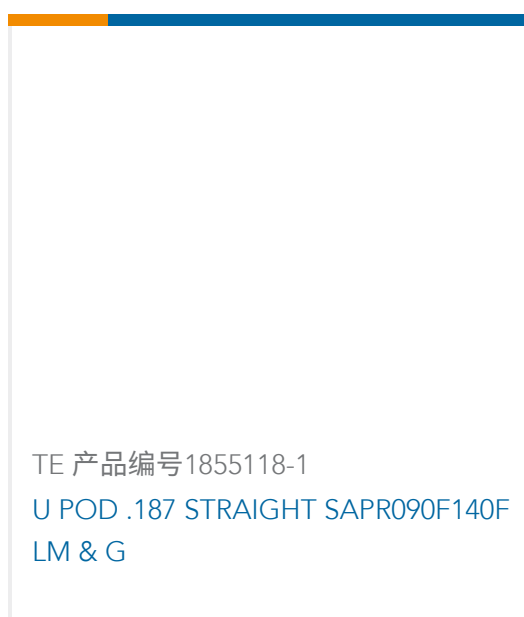 TE 产品编号1855118-1
U POD .187 STRAIGHT SAPR090F140F
LM & G